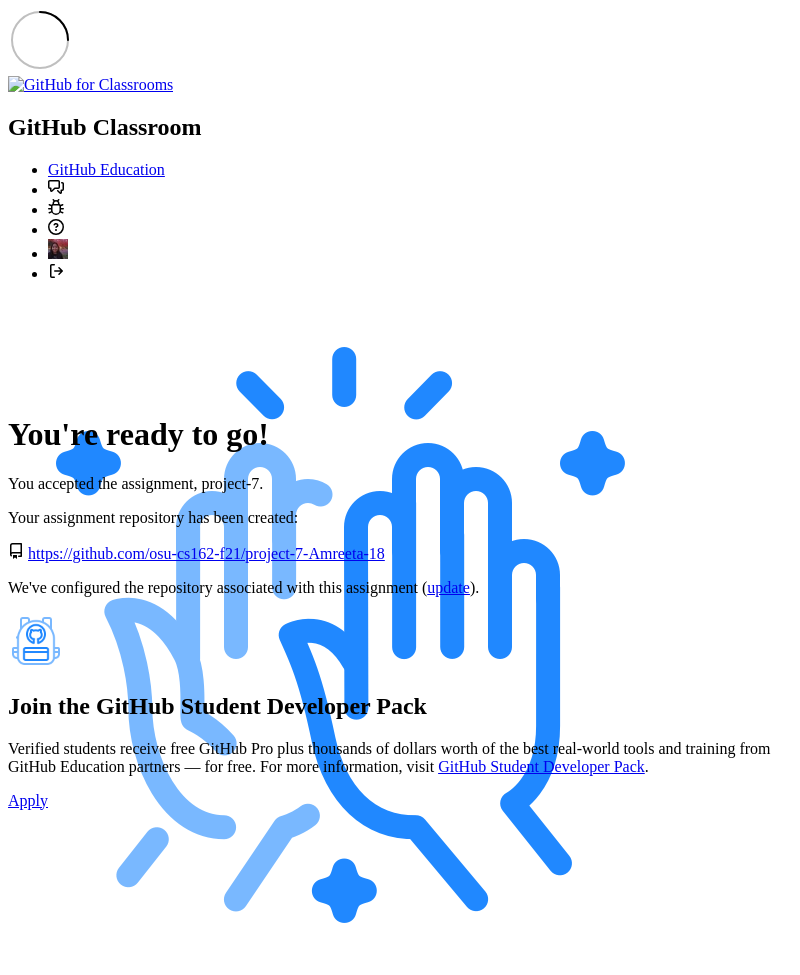 GitHub for Classrooms
GitHub Classroom
GitHub Education
You're ready to go!
You accepted the assignment, project-7.
Your assignment repository has been created:
https://github.com/osu-cs162-f21/project-7-Amreeta-18
We've configured the repository associated with this assignment (update).
Join the GitHub Student Developer Pack
Verified students receive free GitHub Pro plus thousands of dollars worth of the best real-world tools and training from
GitHub Education partners — for free. For more information, visit GitHub Student Developer Pack.
Apply